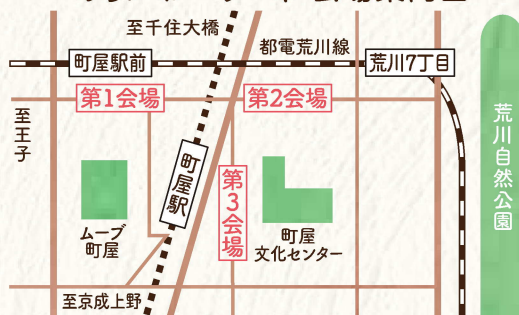 至千住大橋
都電荒川線
町屋駅前
荒川7丁目
第1会場
第2会場
至王子
町屋駅
第3会場
荒川自然公園
ムーブ
町屋
町屋
文化センター
至京成上野